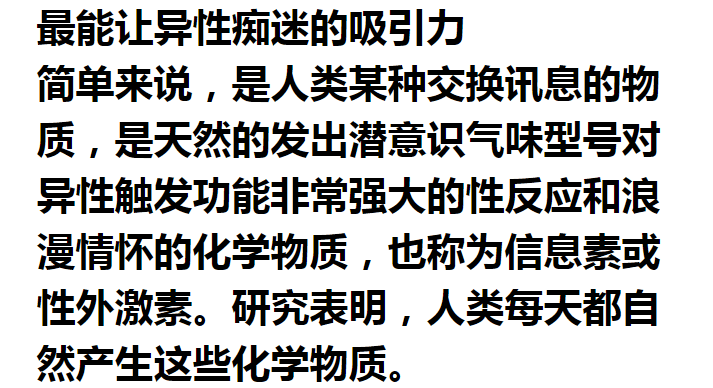 最能让异性痴迷的吸引力
简单来说，是人类某种交换讯息的物
质，是天然的发出潜意识气味型号对
异性触发功能非常强大的性反应和浪
漫情怀的化学物质，也称为信息素或
性外激素。研究表明，人类每天都自
然产生这些化学物质。